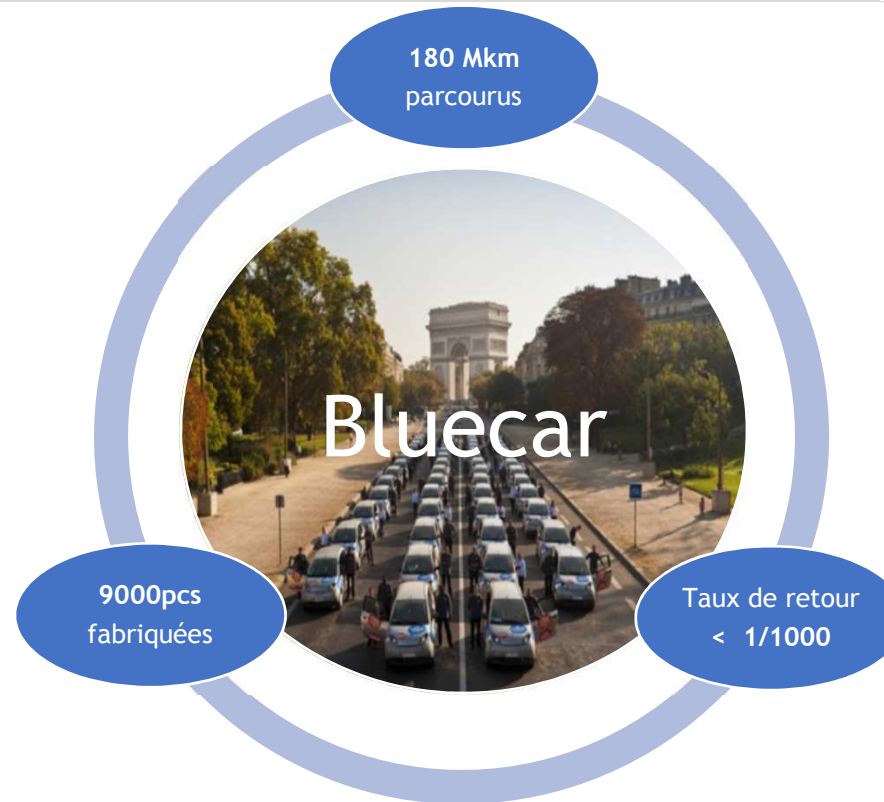 180 Mkm
parcourus
Bluecar
9000pcs
fabriquées
Taux de retour
< 1/1000